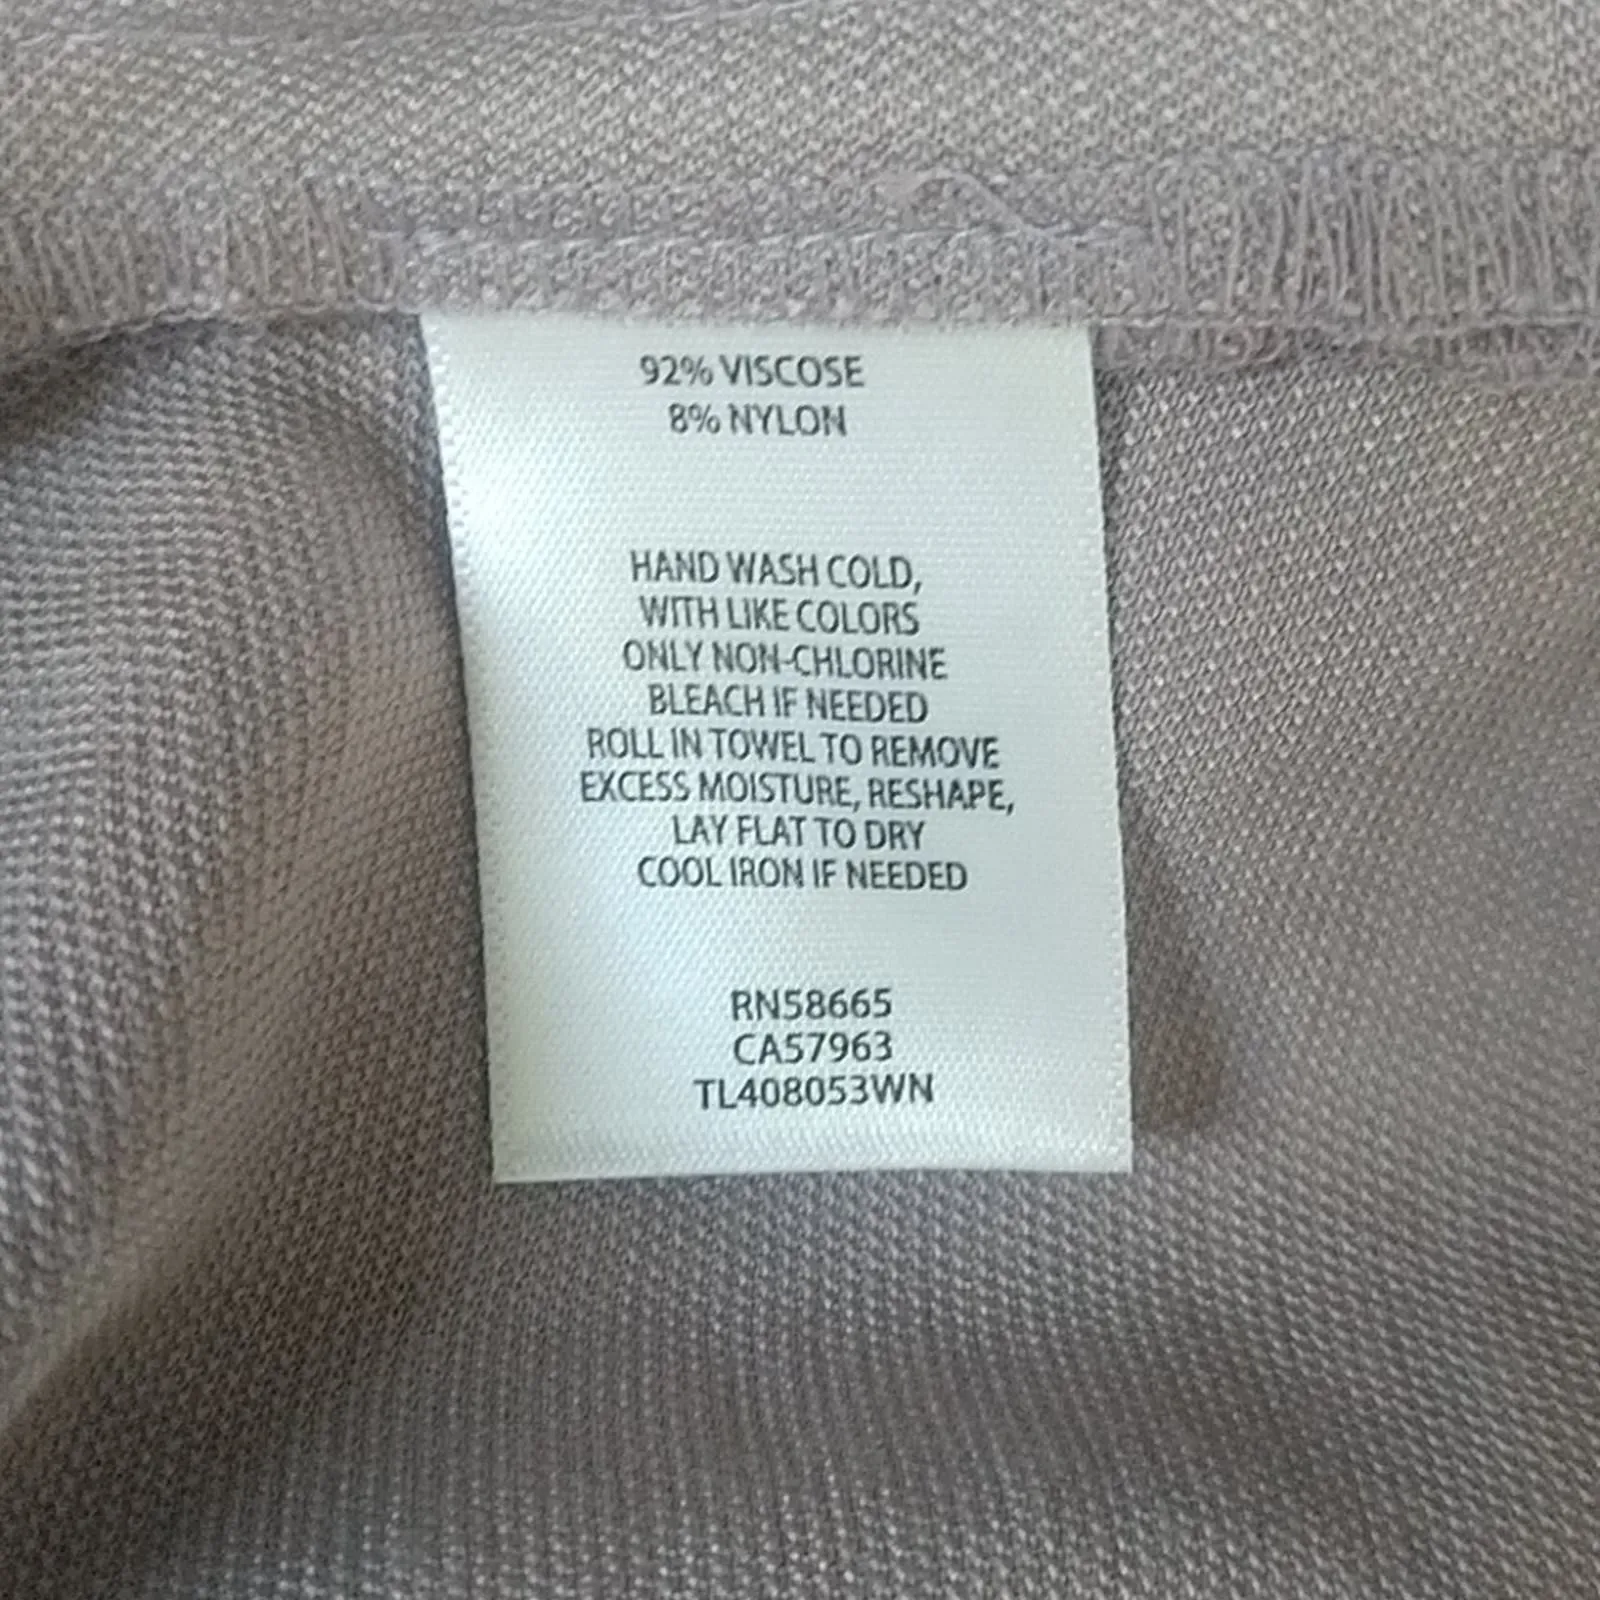 92% VISCOSE
8% NYLON
HAND WASH COLD,
WITH LIKE COLORS
ONLY NON-CHLORINE
BLEACH IF NEEDED
ROLL IN TOWEL TO REMOVE
EXCESS MOISTURE, RESHAPE,
LAY FLAT TO DRY
COOL IRON IF NEEDED
RN58665
CA57963
TL408053WN